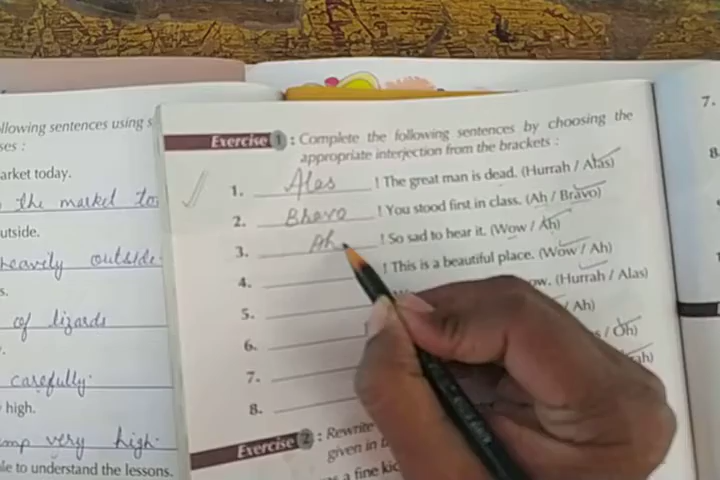 ollowing sentences using s
ses :
arket today.
the market to
outside.
heavily outside.
s.
of lizards
carefully.
high.
mp very high.
le to understand the lessons.
Exercise 1 : Complete the following sentences by choosing the
appropriate interjection from the brackets :
1. Alas ! The great man is dead. (Hurrah / Alas)
2. Bhavo ! You stood first in class. (Ah / Bravo)
3. Ah ! So sad to hear it. (Wow / Ah)
4. ! This is a beautiful place. (Wow / Ah)
5. ow. (Hurrah / Alas)
6. / Ah)
7. s / Oh)
8. ah)
Exercise 2 : Rewrite
given in
a fine
7.
8.